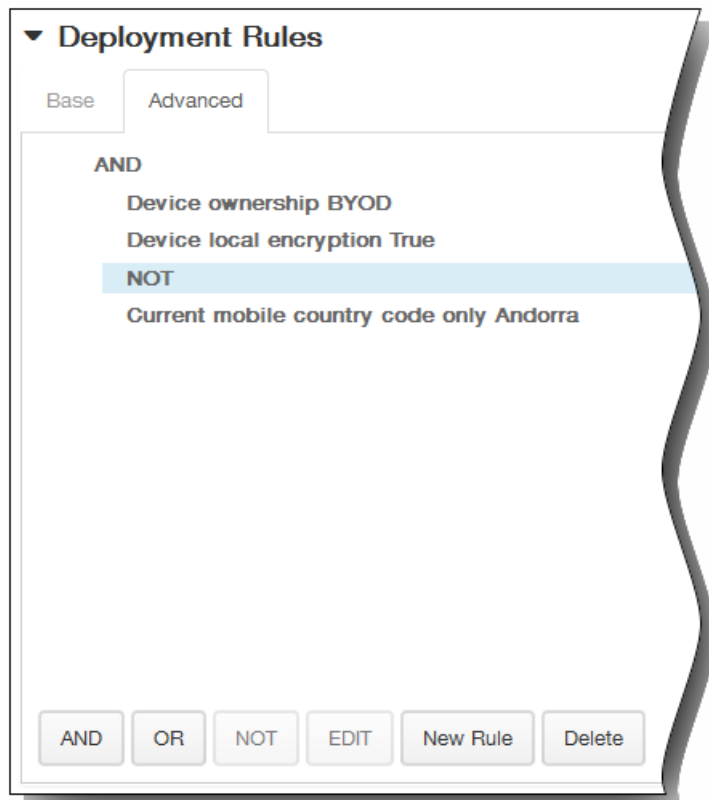 Deployment Rules
Base Advanced
AND
Device ownership BYOD
Device local encryption True
NOT
Current mobile country code only Andorra
AND OR NOT EDIT New Rule Delete